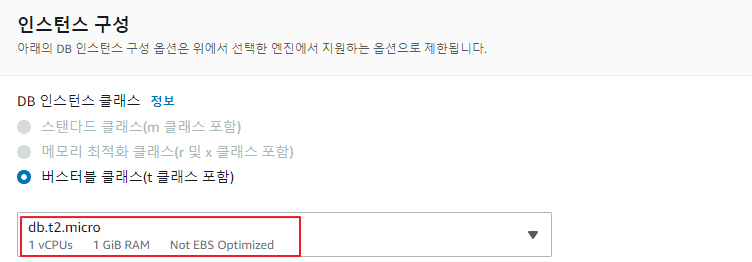 인스턴스 구성
아래의 DB 인스턴스 구성 옵션은 위에서 선택한 엔진에서 지원하는 옵션으로 제한됩니다.
DB 인스턴스 클래스 정보
스탠다드 클래스(m 클래스 포함)
메모리 최적화 클래스(r 및 x 클래스 포함)
버스터블 클래스(t 클래스 포함)
db.t2.micro
1 vCPUs 1 GiB RAM Not EBS Optimized